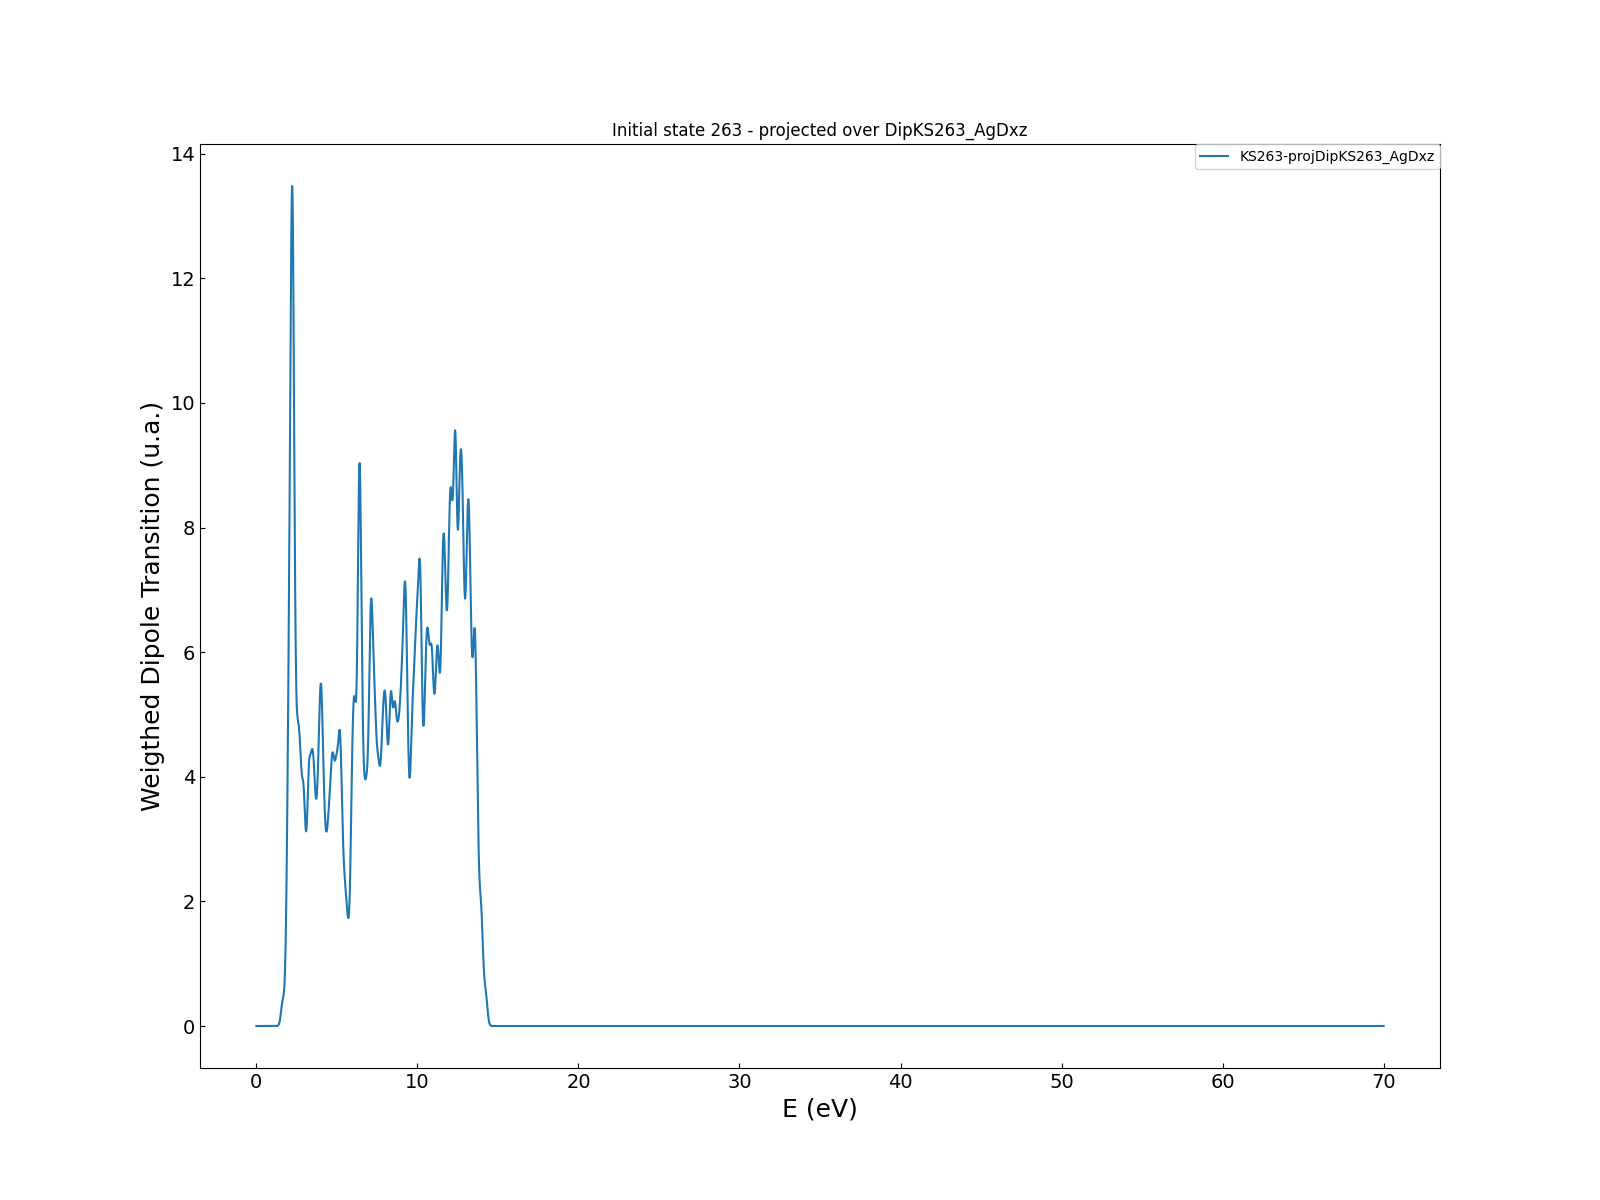 Initial state 263 - projected over DipKS263_AgDxz
KS263-projDipKS263_AgDxz
14
12
10
8
6
4
2
0
Weigthed Dipole Transition (u.a.)
0 10 20 30 40 50 60 70
E (eV)